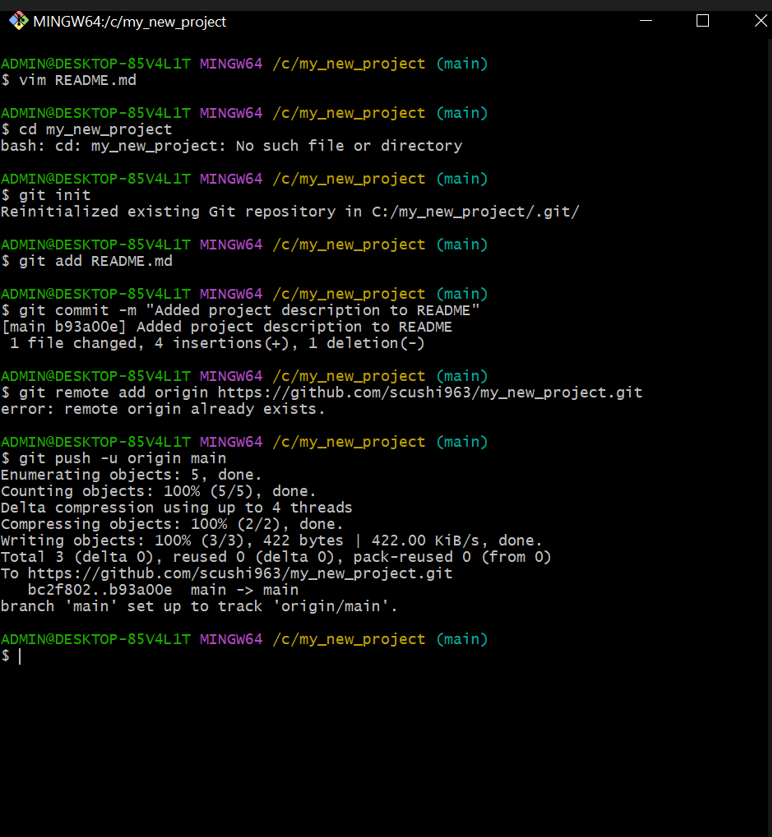 MINGW64:/c/my_new_project
ADMIN@DESKTOP-85V4L1T MINGW64 /c/my_new_project (main)
$ vim README.md
ADMIN@DESKTOP-85V4L1T MINGW64 /c/my_new_project (main)
$ cd my_new_project
bash: cd: my_new_project: No such file or directory
ADMIN@DESKTOP-85V4L1T MINGW64 /c/my_new_project (main)
$ git init
Reinitialized existing Git repository in C:/my_new_project/.git/
ADMIN@DESKTOP-85V4L1T MINGW64 /c/my_new_project (main)
$ git add README.md
ADMIN@DESKTOP-85V4L1T MINGW64 /c/my_new_project (main)
$ git commit -m "Added project description to README"
[main b93a00e] Added project description to README
 1 file changed, 4 insertions(+), 1 deletion(-)
ADMIN@DESKTOP-85V4L1T MINGW64 /c/my_new_project (main)
$ git remote add origin https://github.com/scushi963/my_new_project.git
error: remote origin already exists.
ADMIN@DESKTOP-85V4L1T MINGW64 /c/my_new_project (main)
$ git push -u origin main
Enumerating objects: 5, done.
Counting objects: 100% (5/5), done.
Delta compression using up to 4 threads
Compressing objects: 100% (2/2), done.
Writing objects: 100% (3/3), 422 bytes | 422.00 KiB/s, done.
Total 3 (delta 0), reused 0 (delta 0), pack-reused 0 (from 0)
To https://github.com/scushi963/my_new_project.git
   bc2f802..b93a00e  main -> main
branch 'main' set up to track 'origin/main'.
ADMIN@DESKTOP-85V4L1T MINGW64 /c/my_new_project (main)
$